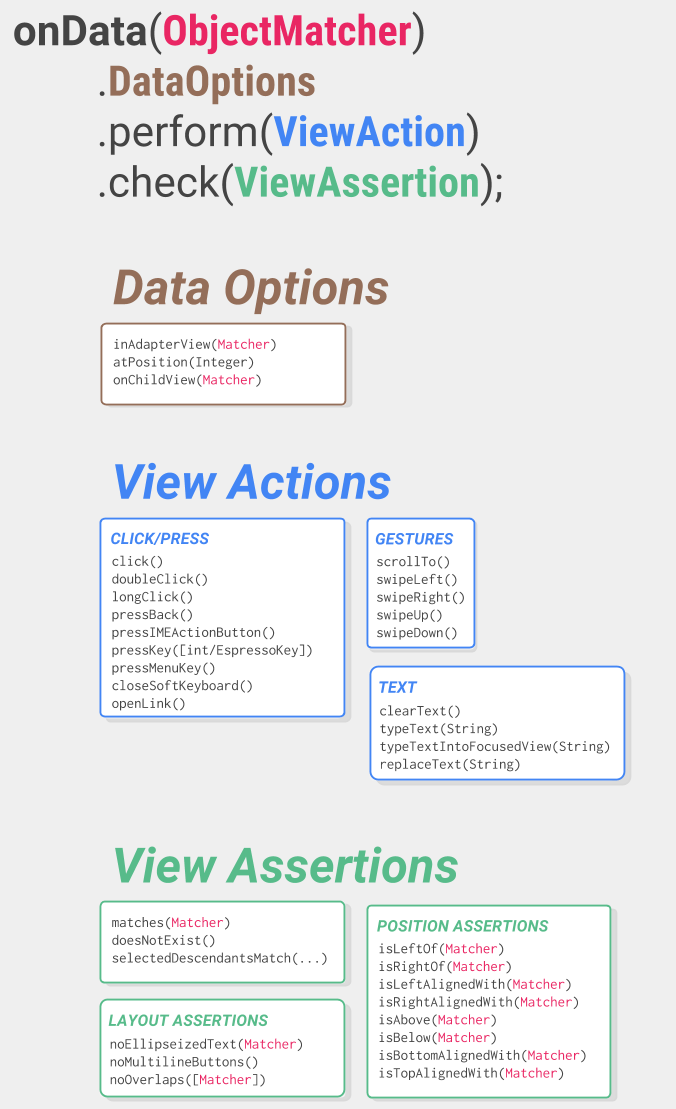 onData(ObjectMatcher)
.DataOptions
.perform(ViewAction)
.check(ViewAssertion);
Data Options
inAdapterView(Matcher)
atPosition(Integer)
onChildView(Matcher)
View Actions
CLICK/PRESS
click()
doubleClick()
longClick()
pressBack()
pressIMEActionButton()
pressKey([int/EspressoKey])
pressMenuKey()
closeSoftKeyboard()
openLink()
GESTURES
scrollTo()
swipeLeft()
swipeRight()
swipeUp()
swipeDown()
TEXT
clearText()
typeText(String)
typeTextIntoFocusedView(String)
replaceText(String)
View Assertions
matches(Matcher)
doesNotExist()
selectedDescendantsMatch(...)
LAYOUT ASSERTIONS
noEllipseizedText(Matcher)
noMultilineButtons()
noOverlaps([Matcher])
POSITION ASSERTIONS
isLeftOf(Matcher)
isRightOf(Matcher)
isLeftAlignedWith(Matcher)
isRightAlignedWith(Matcher)
isAbove(Matcher)
isBelow(Matcher)
isBottomAlignedWith(Matcher)
isTopAlignedWith(Matcher)